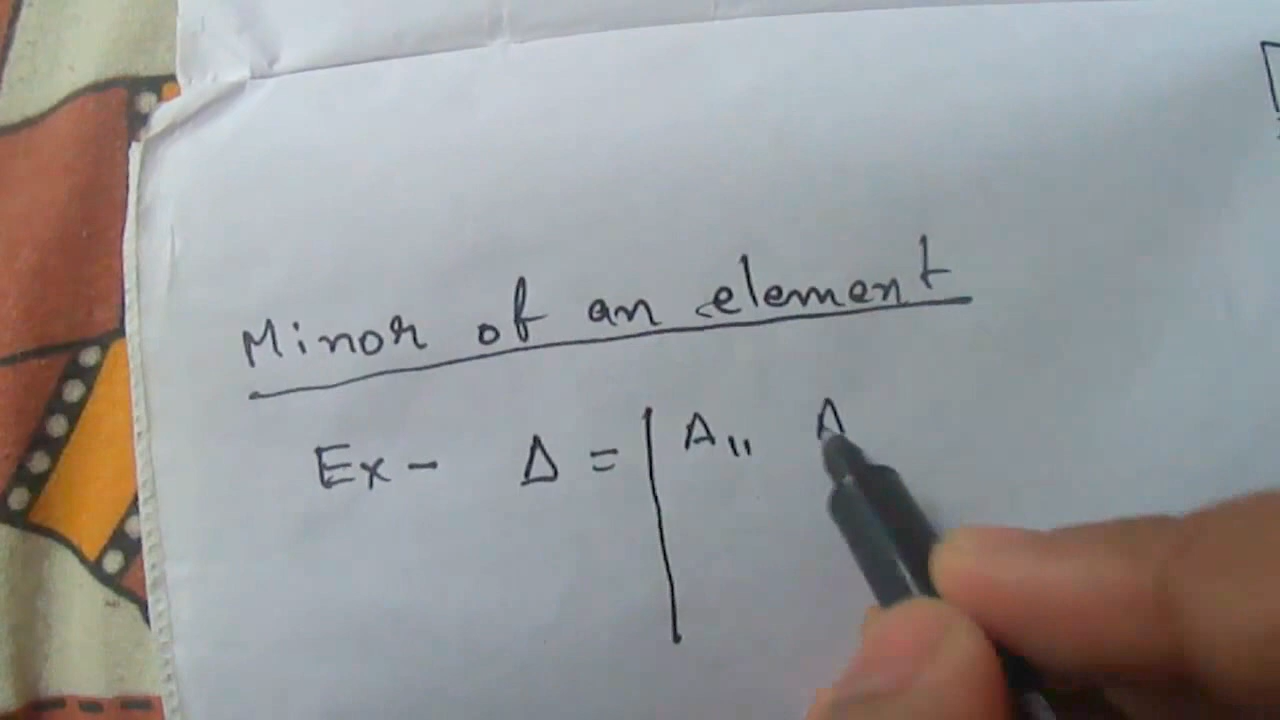 Minor of an element
Ex - Δ = | A₁₁ A